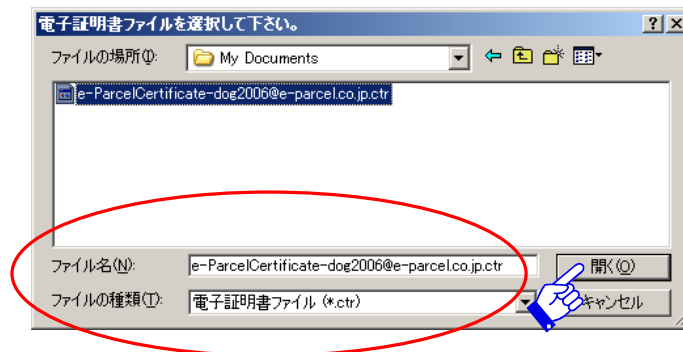 電子証明書ファイルを選択して下さい。
ファイルの場所(I):
My Documents
e-ParcelCertificate-dog2006@e-parcel.co.jp.ctr
ファイル名(N):
e-ParcelCertificate-dog2006@e-parcel.co.jp.ctr
開く(O)
ファイルの種類(T):
電子証明書ファイル (*.ctr)
キャンセル